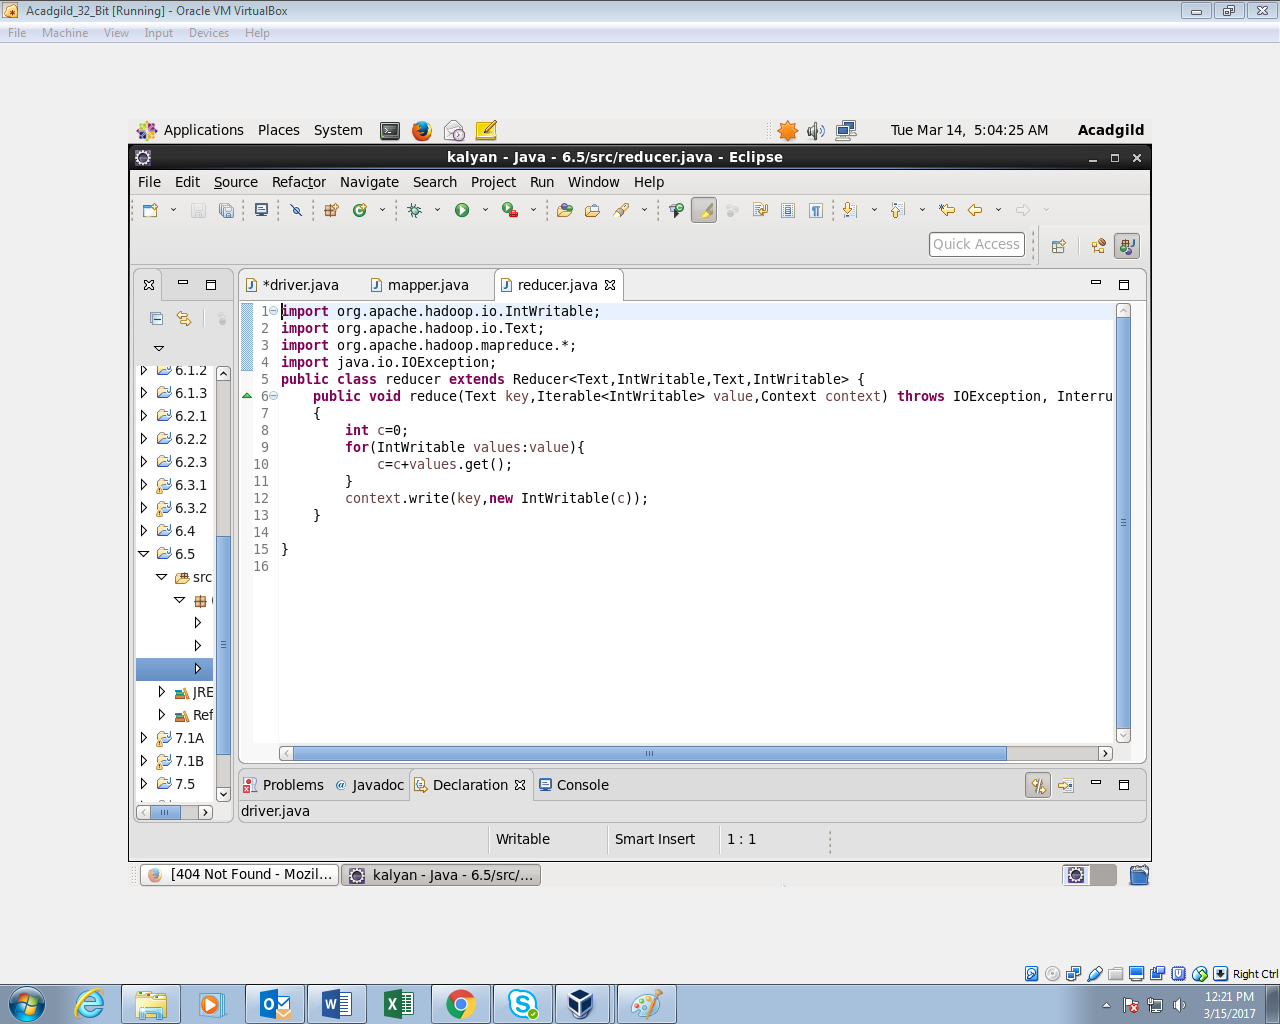 Acadgild_32_Bit [Running] - Oracle VM VirtualBox
File Machine View Input Devices Help
Applications Places System Tue Mar 14, 5:04:25 AM Acadgild
kalyan - Java - 6.5/src/reducer.java - Eclipse
File Edit Source Refactor Navigate Search Project Run Window Help
Quick Access
*driver.java mapper.java reducer.java
1 import org.apache.hadoop.io.IntWritable;
2 import org.apache.hadoop.io.Text;
3 import org.apache.hadoop.mapreduce.*;
4 import java.io.IOException;
5 public class reducer extends Reducer<Text,IntWritable,Text,IntWritable> {
6 public void reduce(Text key,Iterable<IntWritable> value,Context context) throws IOException, Interru
7 {
8 int c=0;
9 for(IntWritable values:value){
10 c=c+values.get();
11 }
12 context.write(key,new IntWritable(c));
13 }
14
15 }
16
6.1.2
6.1.3
6.2.1
6.2.2
6.2.3
6.3.1
6.3.2
6.4
6.5
src
(
JRE
Ref
7.1A
7.1B
7.5
Problems @ Javadoc Declaration Console
driver.java
Writable Smart Insert 1 : 1
[404 Not Found - Mozil... kalyan - Java - 6.5/src/...
Right Ctrl
12:21 PM
3/15/2017